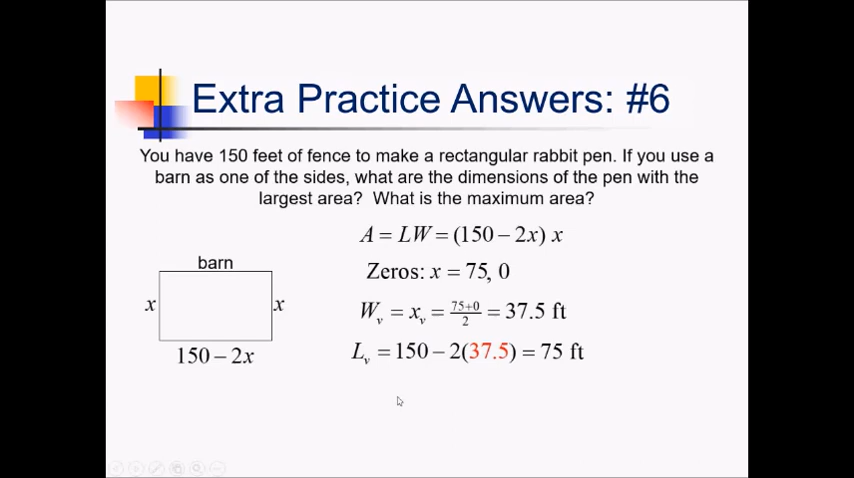 Extra Practice Answers: #6
You have 150 feet of fence to make a rectangular rabbit pen. If you use a
barn as one of the sides, what are the dimensions of the pen with the
largest area? What is the maximum area?
A = LW = (150 − 2x) x
Zeros: x = 75, 0
W_v = x_v = (75+0)/2 = 37.5 ft
L_v = 150 − 2(37.5) = 75 ft
barn
x x
150 − 2x